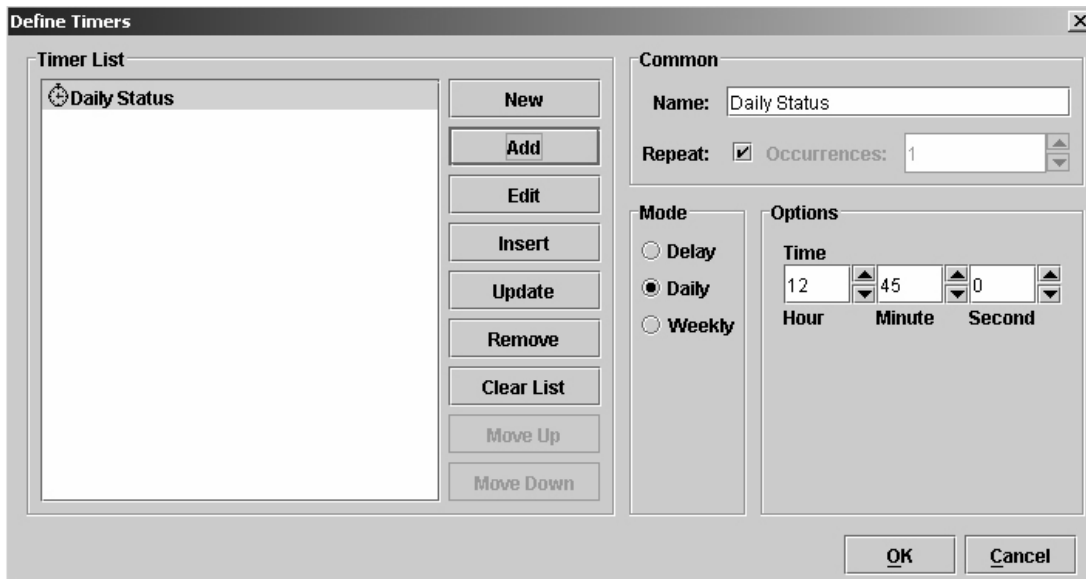 Define Timers
Timer List
Daily Status
New
Add
Edit
Insert
Update
Remove
Clear List
Move Up
Move Down
Common
Name: Daily Status
Repeat: Occurrences: 1
Mode
Delay
Daily
Weekly
Options
Time
12 45 0
Hour Minute Second
OK Cancel